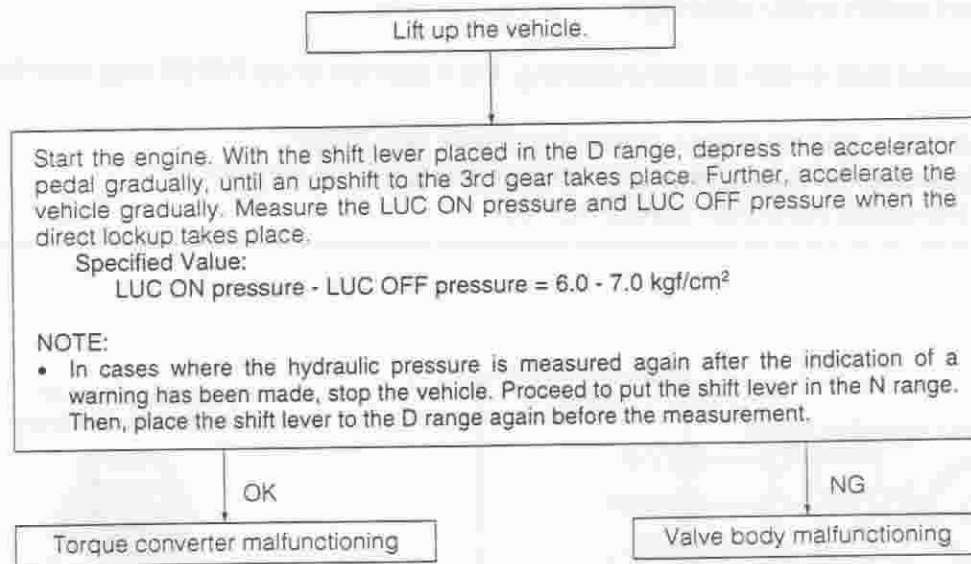 Lift up the vehicle.
Start the engine. With the shift lever placed in the D range, depress the accelerator
pedal gradually, until an upshift to the 3rd gear takes place. Further, accelerate the
vehicle gradually. Measure the LUC ON pressure and LUC OFF pressure when the
direct lockup takes place.
Specified Value:
LUC ON pressure - LUC OFF pressure = 6.0 - 7.0 kgf/cm²
NOTE:
• In cases where the hydraulic pressure is measured again after the indication of a
warning has been made, stop the vehicle. Proceed to put the shift lever in the N range.
Then, place the shift lever to the D range again before the measurement.
OK
NG
Torque converter malfunctioning
Valve body malfunctioning